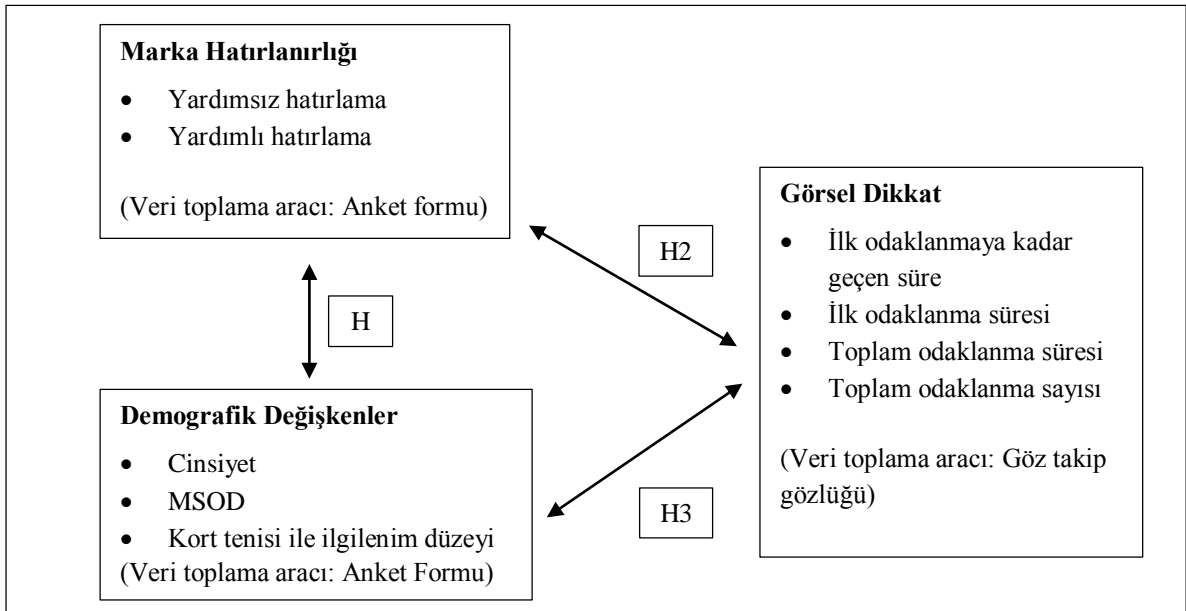 Marka Hatırlanırlığı
• Yardımsız hatırlama
• Yardımlı hatırlama
(Veri toplama aracı: Anket formu)
H2
Görsel Dikkat
• İlk odaklanmaya kadar
geçen süre
• İlk odaklanma süresi
• Toplam odaklanma süresi
• Toplam odaklanma sayısı
(Veri toplama aracı: Göz takip
gözlüğü)
H
Demografik Değişkenler
• Cinsiyet
• MSOD
• Kort tenisi ile ilgilenim düzeyi
(Veri toplama aracı: Anket Formu)
H3